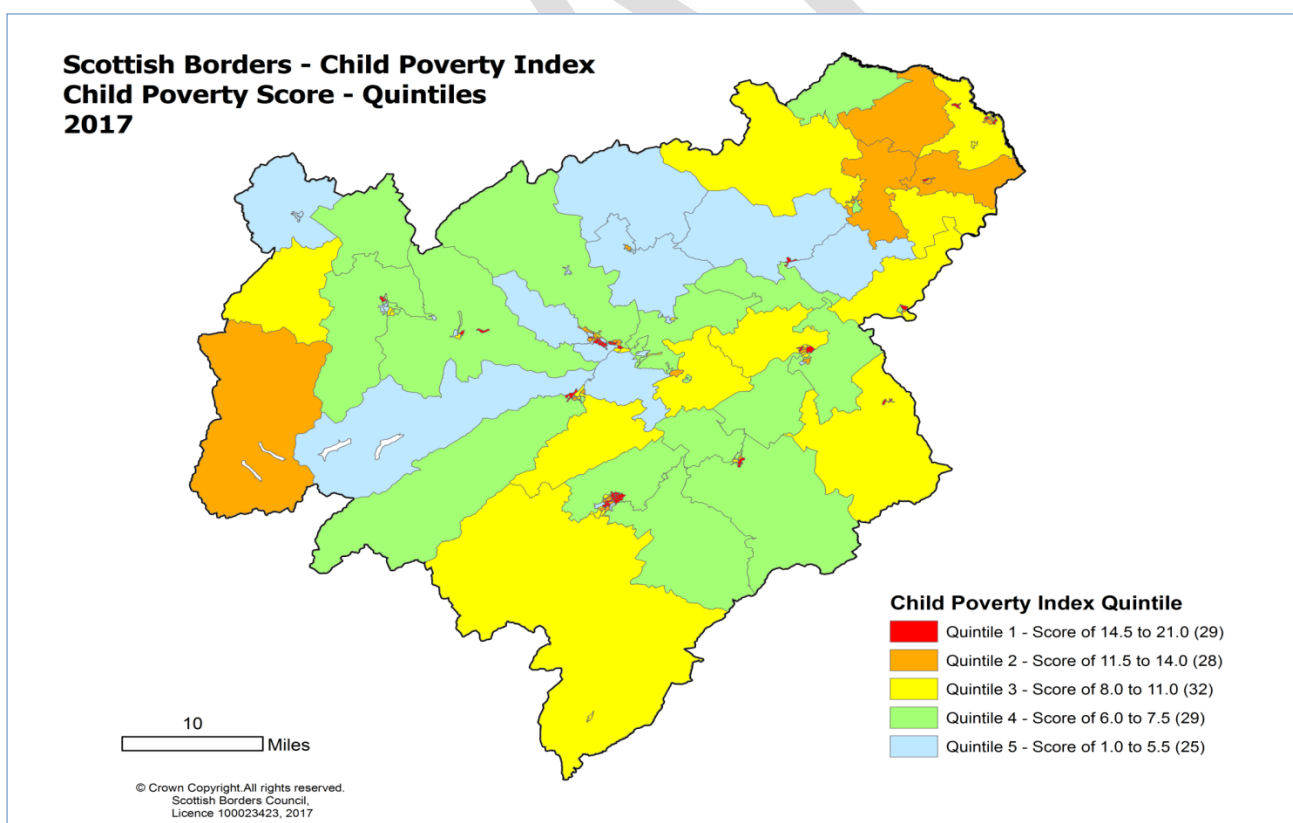 Scottish Borders - Child Poverty Index
Child Poverty Score - Quintiles
2017
Child Poverty Index Quintile
Quintile 1 - Score of 14.5 to 21.0 (29)
Quintile 2 - Score of 11.5 to 14.0 (28)
Quintile 3 - Score of 8.0 to 11.0 (32)
Quintile 4 - Score of 6.0 to 7.5 (29)
Quintile 5 - Score of 1.0 to 5.5 (25)
10
Miles
© Crown Copyright.All rights reserved.
Scottish Borders Council,
Licence 100023423, 2017